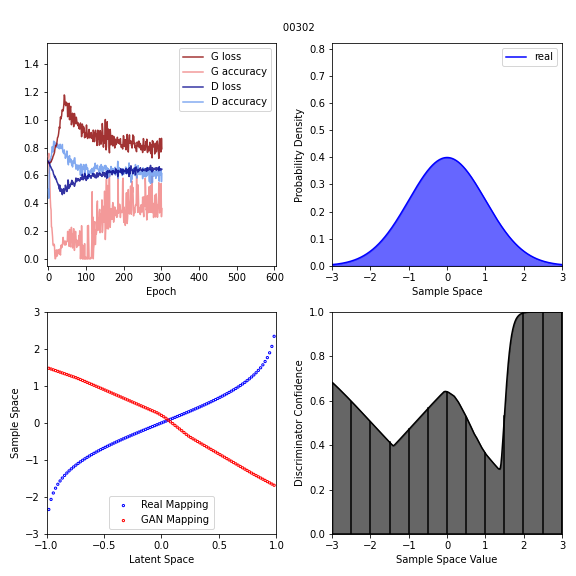 00302
1.4
1.2
1.0
0.8
0.6
0.4
0.2
0.0
0 100 200 300 400 500 600
Epoch
G loss
G accuracy
D loss
D accuracy
Probability Density
0.8
0.7
0.6
0.5
0.4
0.3
0.2
0.1
0.0
−3 −2 −1 0 1 2 3
Sample Space
real
Sample Space
3
2
1
0
−1
−2
−3
−1.0 −0.5 0.0 0.5 1.0
Latent Space
Real Mapping
GAN Mapping
Discriminator Confidence
1.0
0.8
0.6
0.4
0.2
0.0
−3 −2 −1 0 1 2 3
Sample Space Value